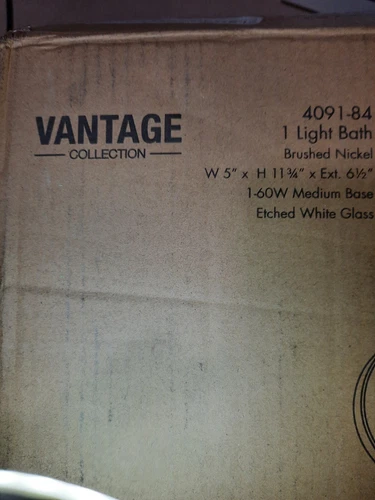 VANTAGE
COLLECTION
4091-84
1 Light Bath
Brushed Nickel
W 5" x H 11¾" x Ext. 6½"
1-60W Medium Base
Etched White Glass